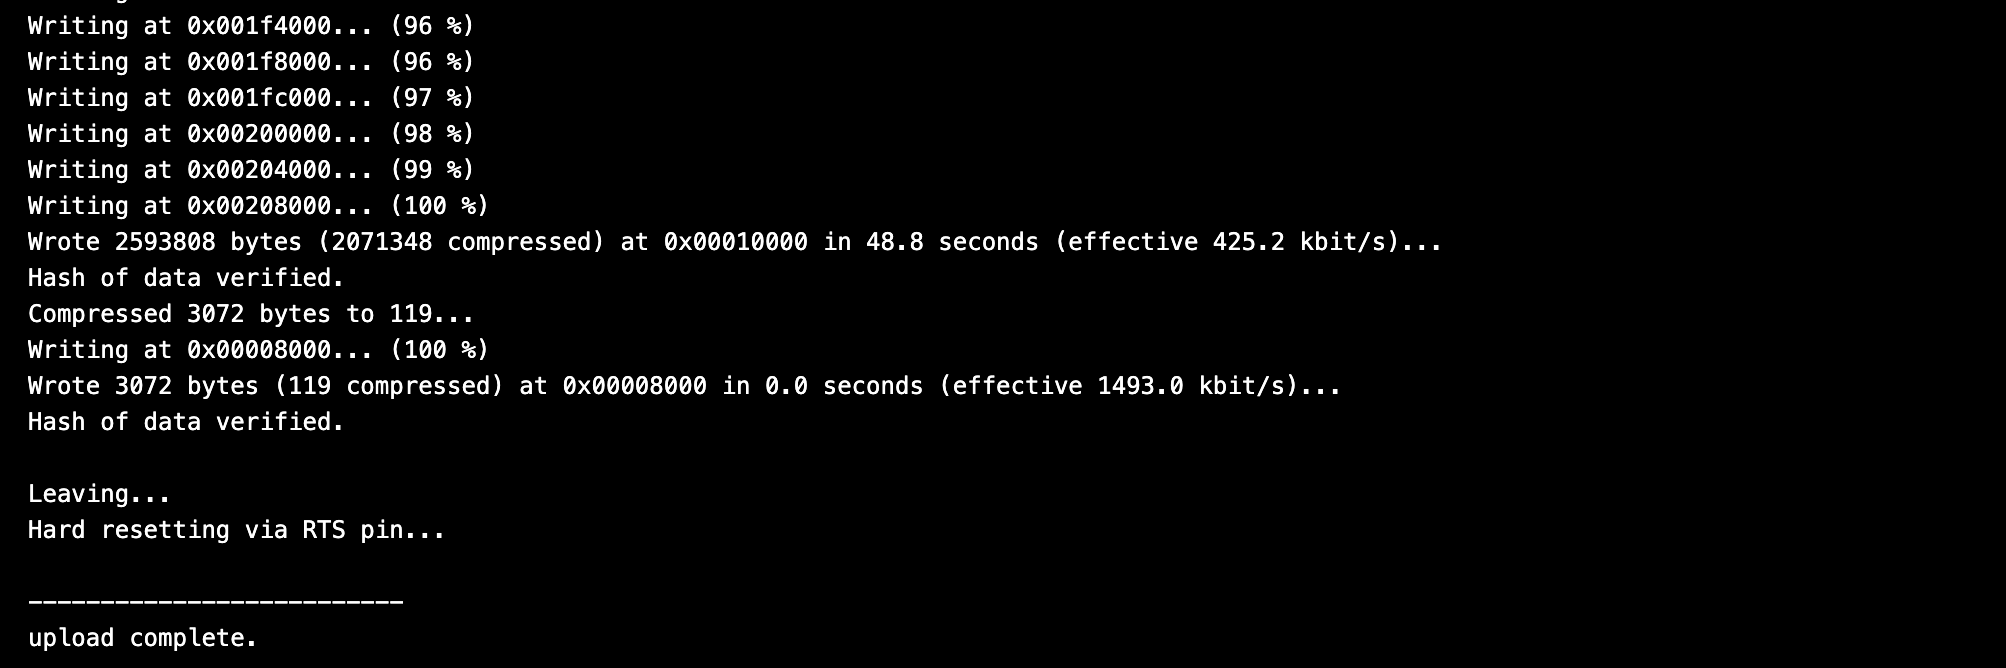 Writing at 0x001f4000... (96 %)
Writing at 0x001f8000... (96 %)
Writing at 0x001fc000... (97 %)
Writing at 0x00200000... (98 %)
Writing at 0x00204000... (99 %)
Writing at 0x00208000... (100 %)
Wrote 2593808 bytes (2071348 compressed) at 0x00010000 in 48.8 seconds (effective 425.2 kbit/s)...
Hash of data verified.
Compressed 3072 bytes to 119...
Writing at 0x00008000... (100 %)
Wrote 3072 bytes (119 compressed) at 0x00008000 in 0.0 seconds (effective 1493.0 kbit/s)...
Hash of data verified.

Leaving...
Hard resetting via RTS pin...

--------------------------
upload complete.